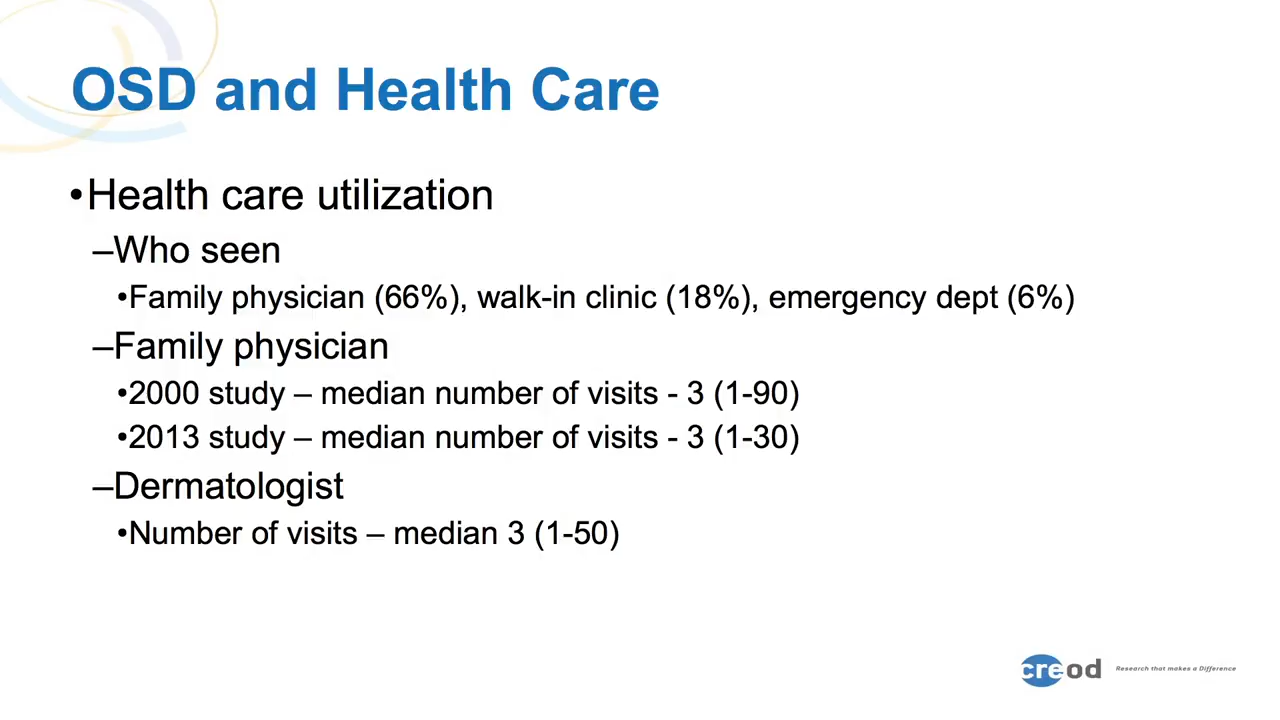 OSD and Health Care
•Health care utilization
–Who seen
•Family physician (66%), walk-in clinic (18%), emergency dept (6%)
–Family physician
•2000 study – median number of visits - 3 (1-90)
•2013 study – median number of visits - 3 (1-30)
–Dermatologist
•Number of visits – median 3 (1-50)
creod Research that makes a Difference